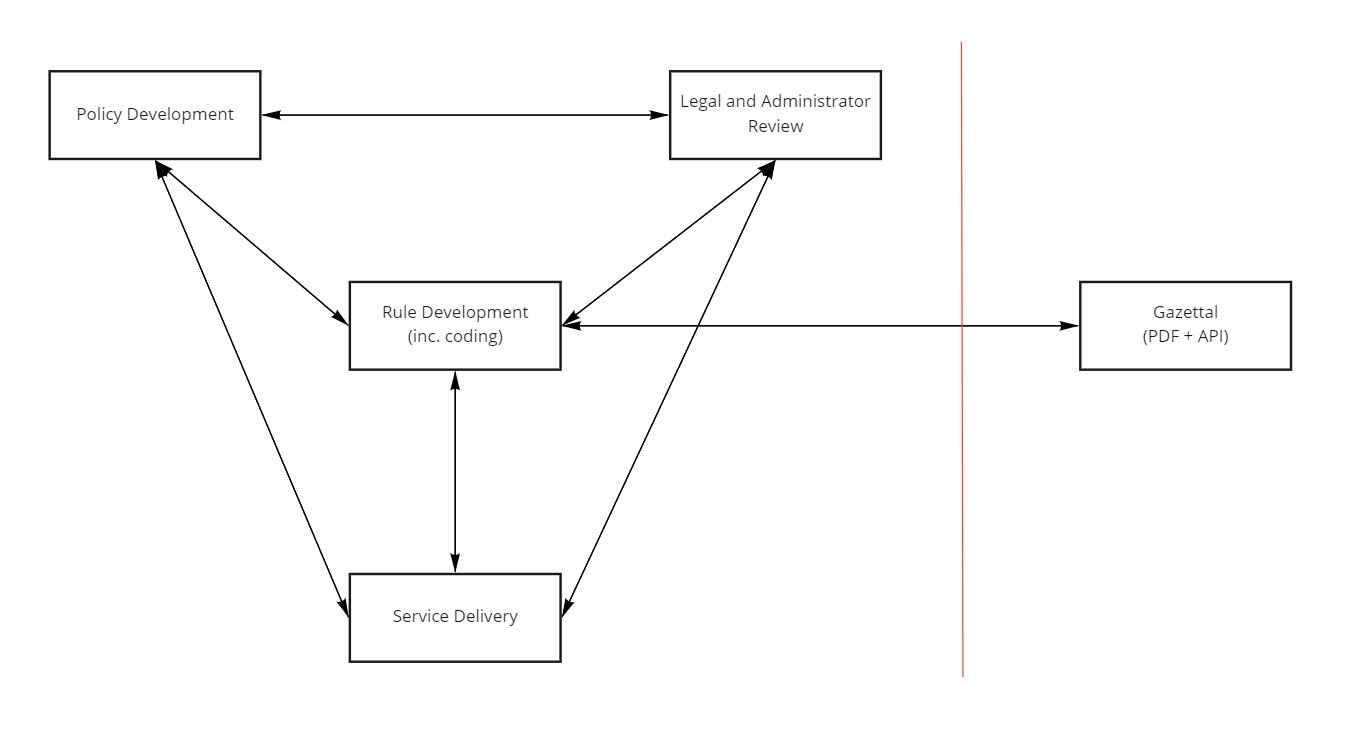 Policy Development
Legal and Administrator
Review
Rule Development
(inc. coding)
Gazettal
(PDF + API)
Service Delivery